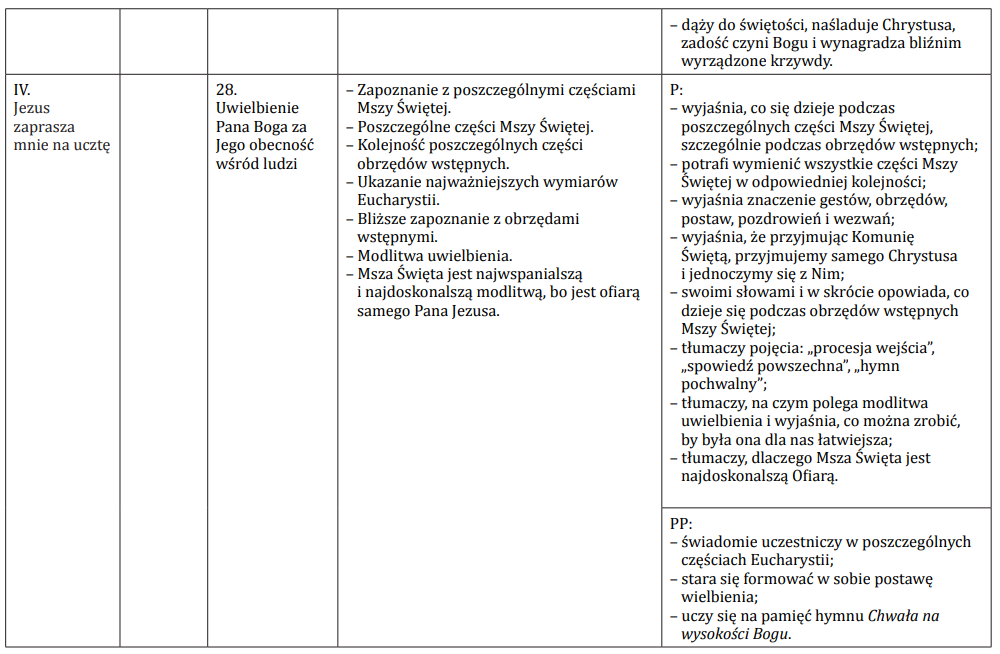 – dąży do świętości, naśladuje Chrystusa,
zadość czyni Bogu i wynagradza bliźnim
wyrządzone krzywdy.
IV.
Jezus
zaprasza
mnie na ucztę
28.
Uwielbienie
Pana Boga za
Jego obecność
wśród ludzi
– Zapoznanie z poszczególnymi częściami
Mszy Świętej.
– Poszczególne części Mszy Świętej.
– Kolejność poszczególnych części
obrzędów wstępnych.
– Ukazanie najważniejszych wymiarów
Eucharystii.
– Bliższe zapoznanie z obrzędami
wstępnymi.
– Modlitwa uwielbienia.
– Msza Święta jest najwspanialszą
i najdoskonalszą modlitwą, bo jest ofiarą
samego Pana Jezusa.
P:
– wyjaśnia, co się dzieje podczas
poszczególnych części Mszy Świętej,
szczególnie podczas obrzędów wstępnych;
– potrafi wymienić wszystkie części Mszy
Świętej w odpowiedniej kolejności;
– wyjaśnia znaczenie gestów, obrzędów,
postaw, pozdrowień i wezwań;
– wyjaśnia, że przyjmując Komunię
Świętą, przyjmujemy samego Chrystusa
i jednoczymy się z Nim;
– swoimi słowami i w skrócie opowiada, co
dzieje się podczas obrzędów wstępnych
Mszy Świętej;
– tłumaczy pojęcia: „procesja wejścia”,
„spowiedź powszechna”, „hymn
pochwalny”;
– tłumaczy, na czym polega modlitwa
uwielbienia i wyjaśnia, co można zrobić,
by była ona dla nas łatwiejsza;
– tłumaczy, dlaczego Msza Święta jest
najdoskonalszą Ofiarą.
PP:
– świadomie uczestniczy w poszczególnych
częściach Eucharystii;
– stara się formować w sobie postawę
wielbienia;
– uczy się na pamięć hymnu Chwała na
wysokości Bogu.